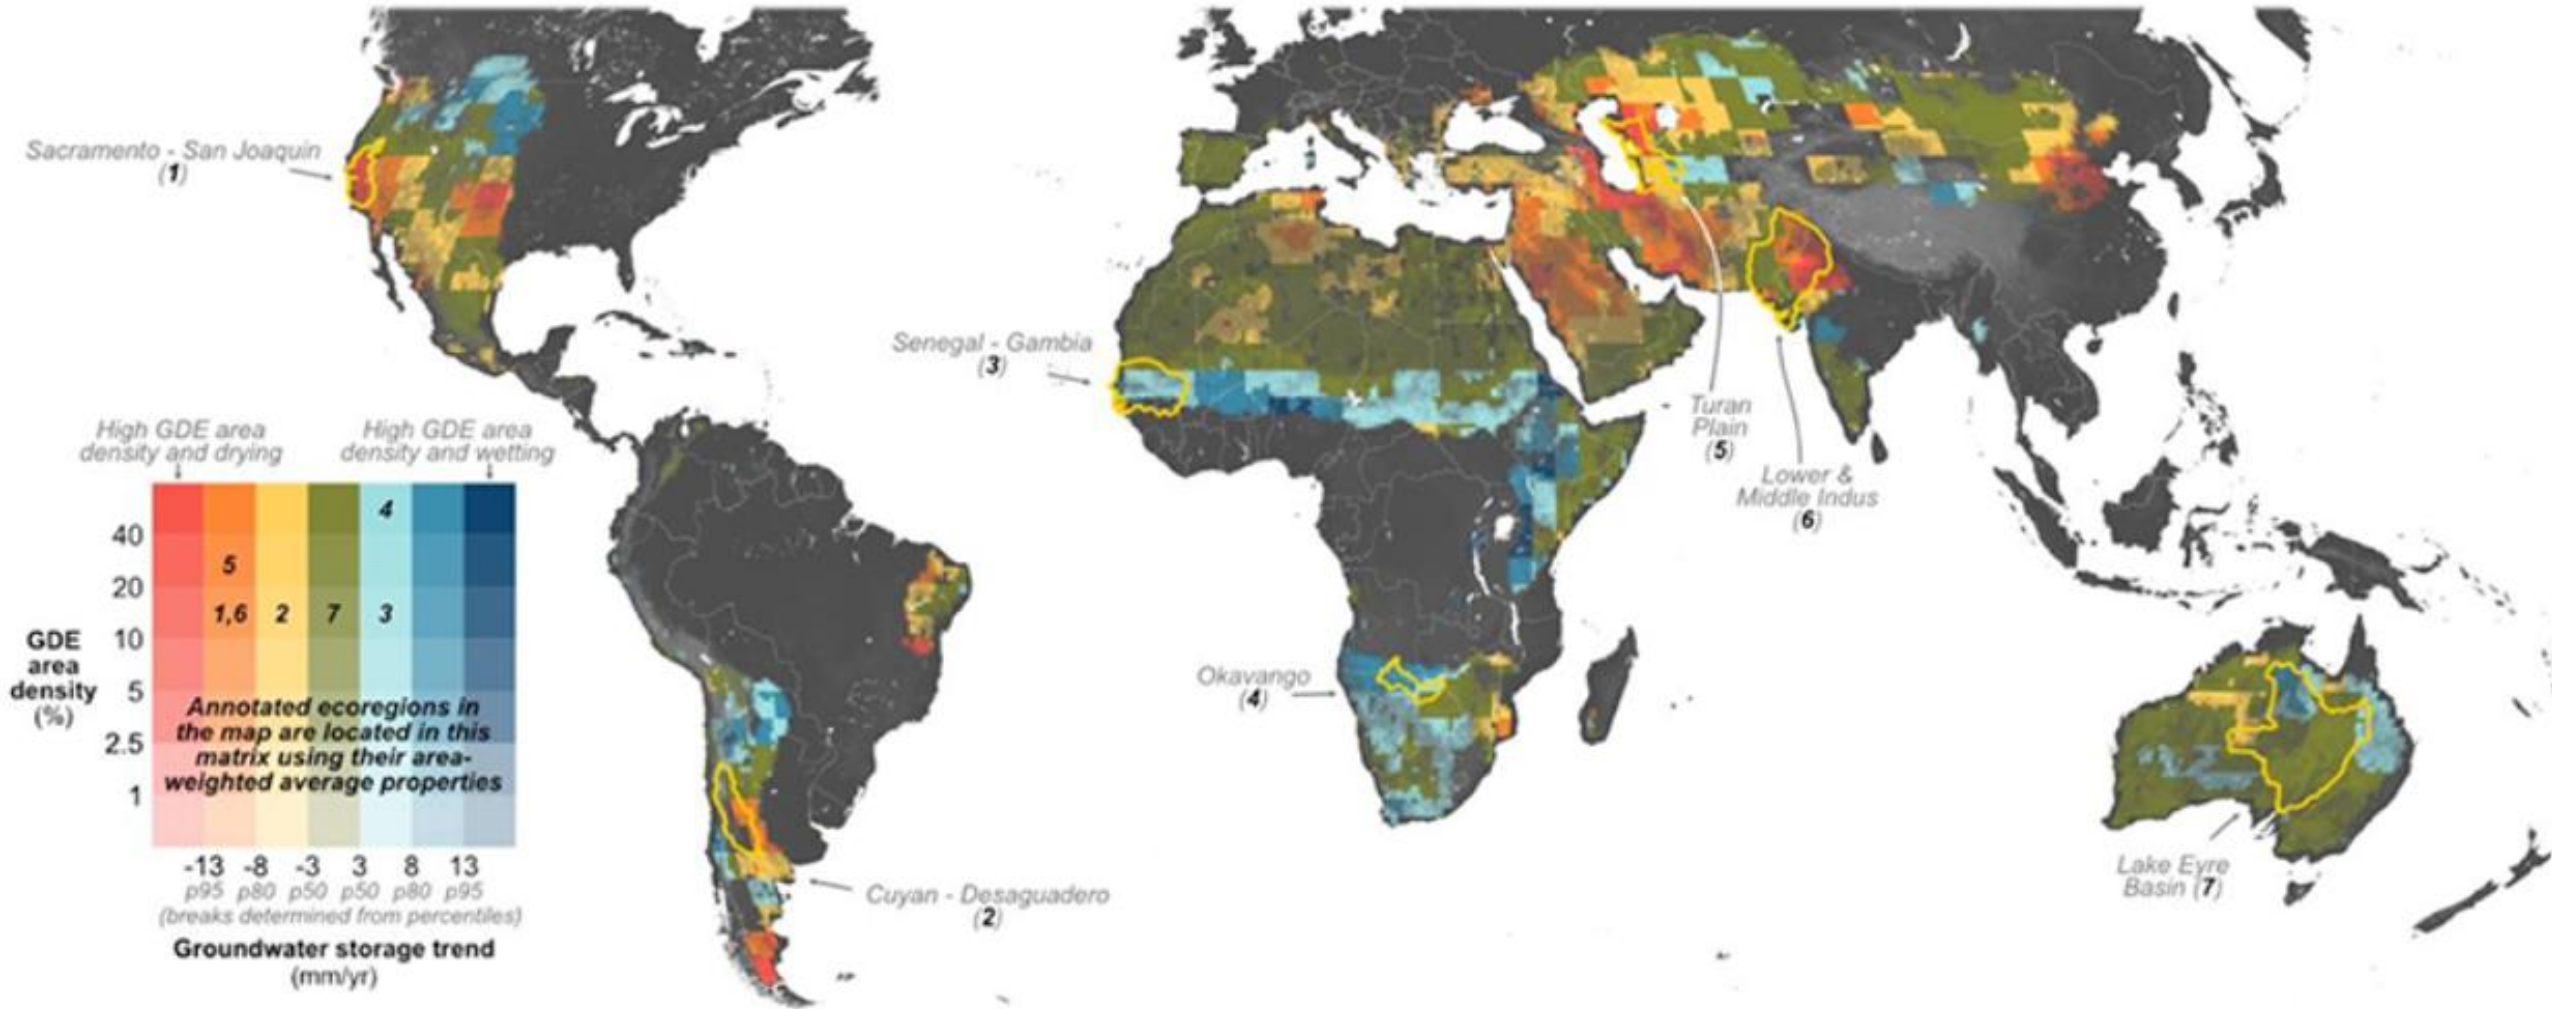 Sacramento - San Joaquin
(1)
Senegal - Gambia
(3)
Turan
Plain
(5)
Lower &
Middle Indus
(6)
Okavango
(4)
Cuyan - Desaguadero
(2)
Lake Eyre
Basin (7)
High GDE area
density and drying
High GDE area
density and wetting
GDE
area
density
(%)
40
20
10
5
2.5
1
4
5
1,6 2 7 3
Annotated ecoregions in
the map are located in this
matrix using their area-
weighted average properties
-13 -8 -3 3 8 13
p95 p80 p50 p50 p80 p95
(breaks determined from percentiles)
Groundwater storage trend
(mm/yr)